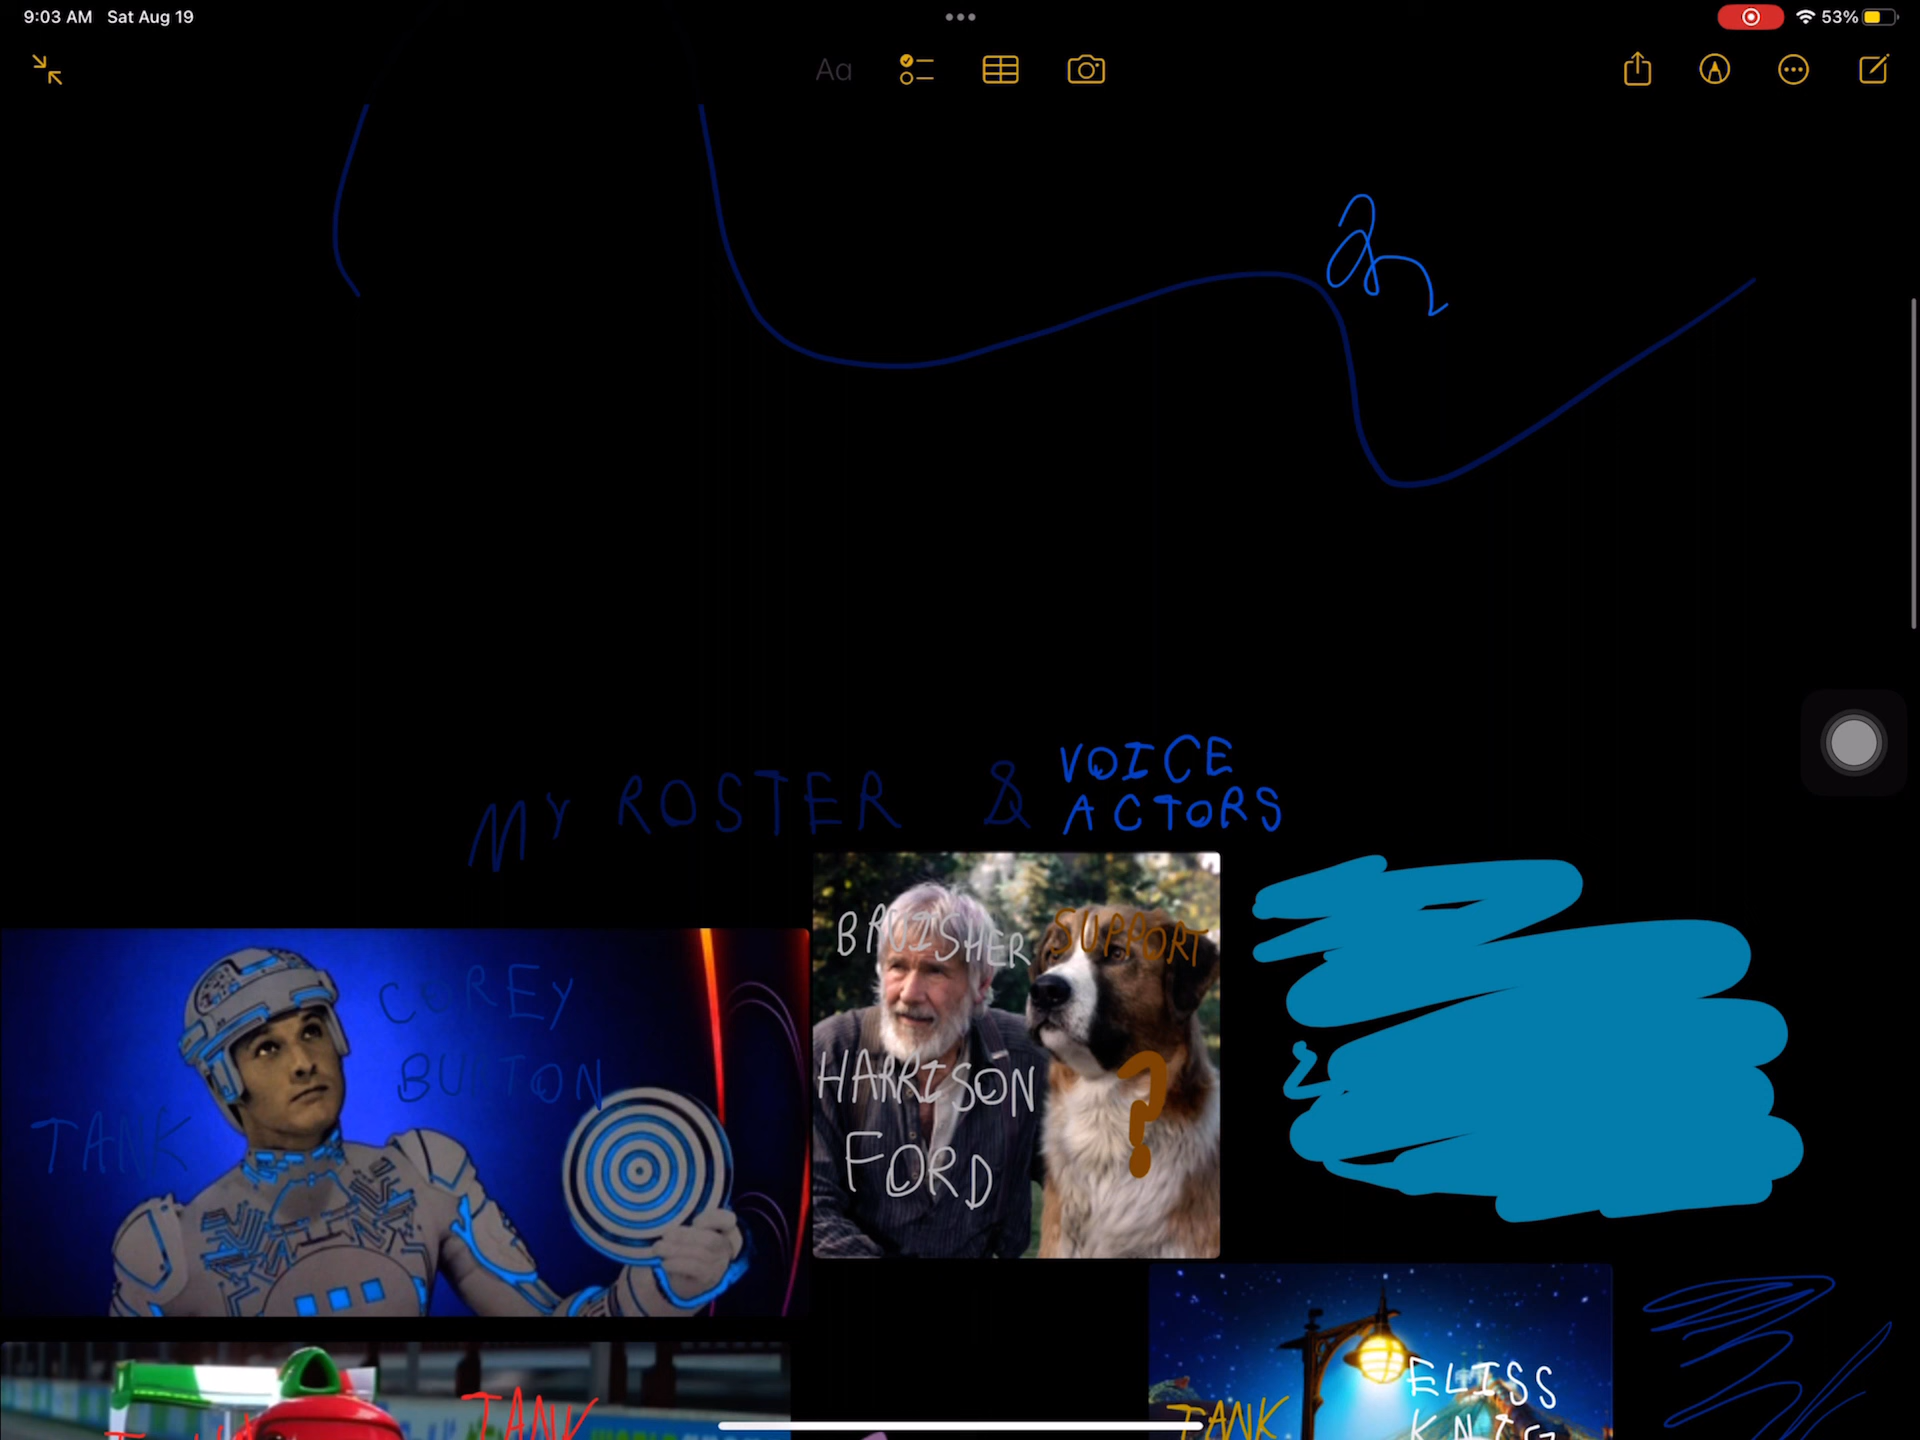 9:03 AM Sat Aug 19
53%
Aa
MY ROSTER & VOICE
ACTORS
BRUISHER
SUPPORT
HARRISON
FORD
?
COREY
BURTON
TANK
TANK
TANK
ELISS
KNIG